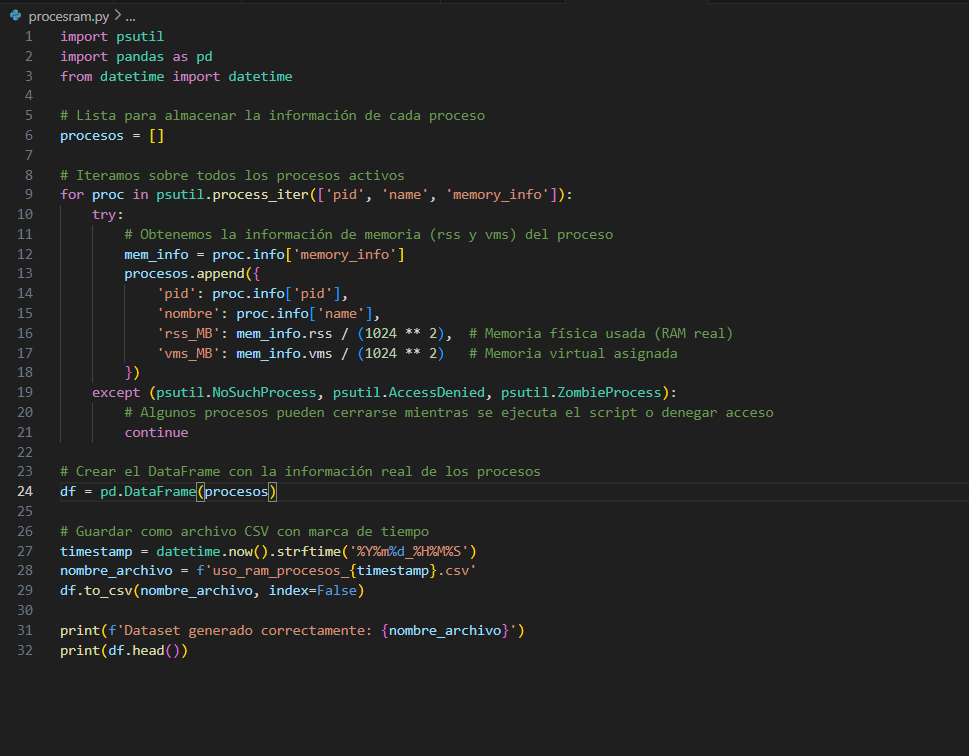 procesram.py > ...
1 import psutil
2 import pandas as pd
3 from datetime import datetime
4
5 # Lista para almacenar la información de cada proceso
6 procesos = []
7
8 # Iteramos sobre todos los procesos activos
9 for proc in psutil.process_iter(['pid', 'name', 'memory_info']):
10     try:
11         # Obtenemos la información de memoria (rss y vms) del proceso
12         mem_info = proc.info['memory_info']
13         procesos.append({
14             'pid': proc.info['pid'],
15             'nombre': proc.info['name'],
16             'rss_MB': mem_info.rss / (1024 ** 2),  # Memoria física usada (RAM real)
17             'vms_MB': mem_info.vms / (1024 ** 2)   # Memoria virtual asignada
18         })
19     except (psutil.NoSuchProcess, psutil.AccessDenied, psutil.ZombieProcess):
20         # Algunos procesos pueden cerrarse mientras se ejecuta el script o denegar acceso
21         continue
22
23 # Crear el DataFrame con la información real de los procesos
24 df = pd.DataFrame(procesos)
25
26 # Guardar como archivo CSV con marca de tiempo
27 timestamp = datetime.now().strftime('%Y%m%d_%H%M%S')
28 nombre_archivo = f'uso_ram_procesos_{timestamp}.csv'
29 df.to_csv(nombre_archivo, index=False)
30
31 print(f'Dataset generado correctamente: {nombre_archivo}')
32 print(df.head())